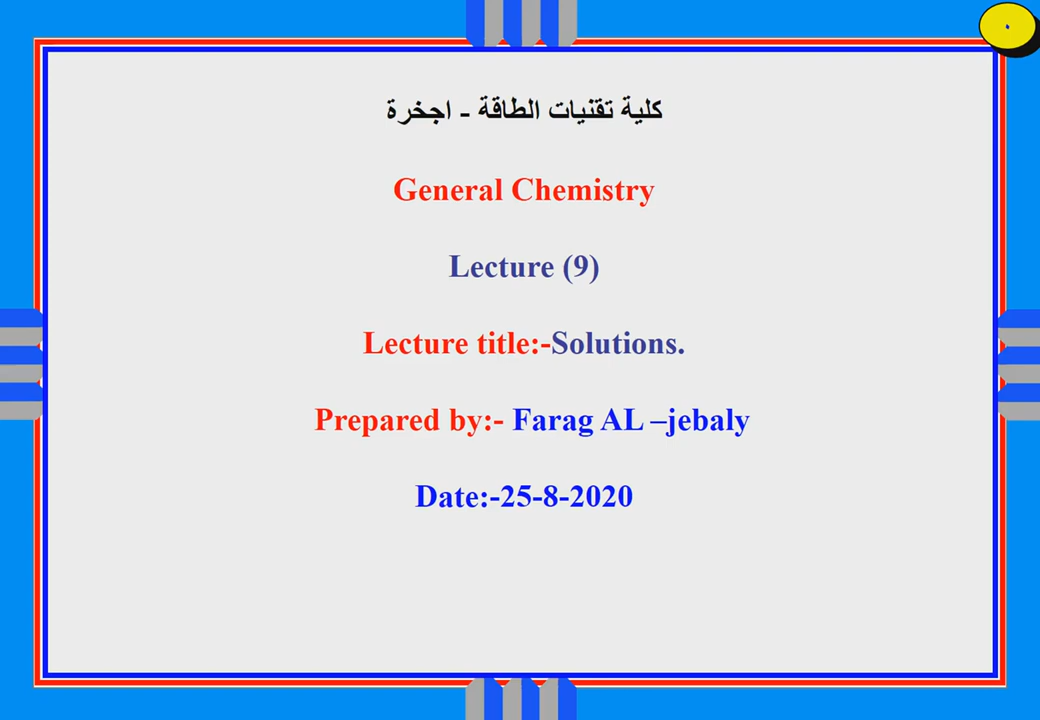 ٠
كلية تقنيات الطاقة - اجخرة
General Chemistry
Lecture (9)
Lecture title:-Solutions.
Prepared by:- Farag AL –jebaly
Date:-25-8-2020